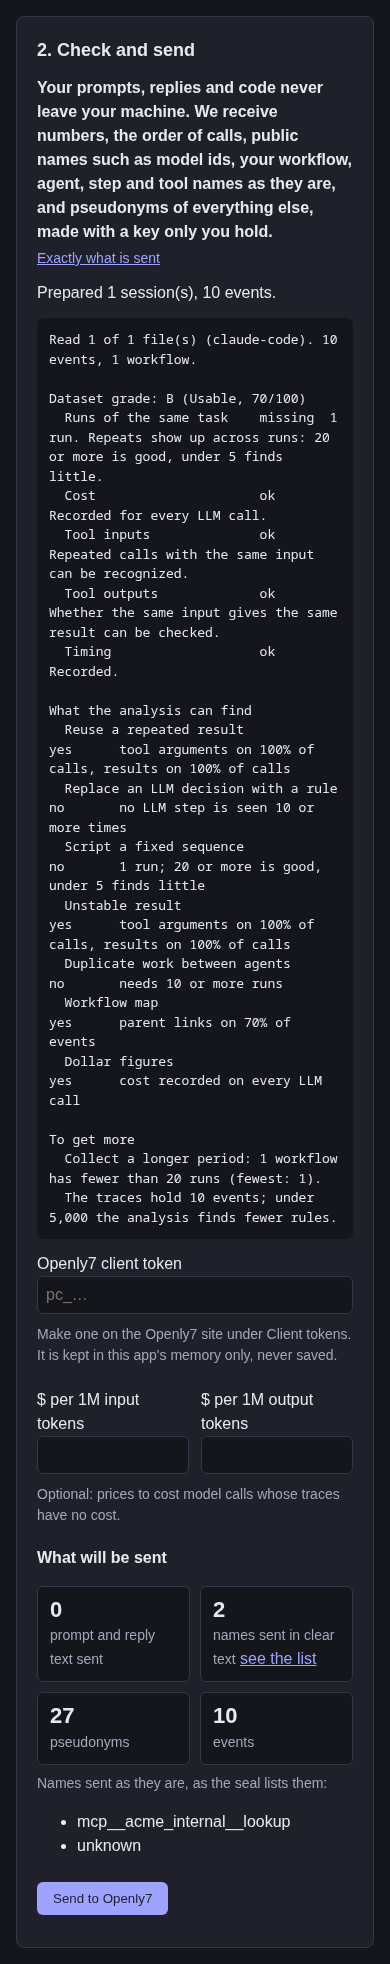 2. Check and send
Your prompts, replies and code never
leave your machine. We receive
numbers, the order of calls, public
names such as model ids, your workflow,
agent, step and tool names as they are,
and pseudonyms of everything else,
made with a key only you hold.
Exactly what is sent
Prepared 1 session(s), 10 events.
Read 1 of 1 file(s) (claude-code). 10
events, 1 workflow.
Dataset grade: B (Usable, 70/100)
Runs of the same task    missing  1
run. Repeats show up across runs: 20
or more is good, under 5 finds
little.
Cost                     ok
Recorded for every LLM call.
Tool inputs              ok
Repeated calls with the same input
can be recognized.
Tool outputs             ok
Whether the same input gives the same
result can be checked.
Timing                   ok
Recorded.
What the analysis can find
Reuse a repeated result
yes      tool arguments on 100% of
calls, results on 100% of calls
Replace an LLM decision with a rule
no       no LLM step is seen 10 or
more times
Script a fixed sequence
no       1 run; 20 or more is good,
under 5 finds little
Unstable result
yes      tool arguments on 100% of
calls, results on 100% of calls
Duplicate work between agents
no       needs 10 or more runs
Workflow map
yes      parent links on 70% of
events
Dollar figures
yes      cost recorded on every LLM
call
To get more
Collect a longer period: 1 workflow
has fewer than 20 runs (fewest: 1).
The traces hold 10 events; under
5,000 the analysis finds fewer rules.
Openly7 client token
pc_...
Make one on the Openly7 site under Client tokens.
It is kept in this app's memory only, never saved.
$ per 1M input
tokens
$ per 1M output
tokens
Optional: prices to cost model calls whose traces
have no cost.
What will be sent
0
prompt and reply
text sent
2
names sent in clear
text see the list
27
pseudonyms
10
events
Names sent as they are, as the seal lists them:
• mcp__acme_internal__lookup
• unknown
Send to Openly7